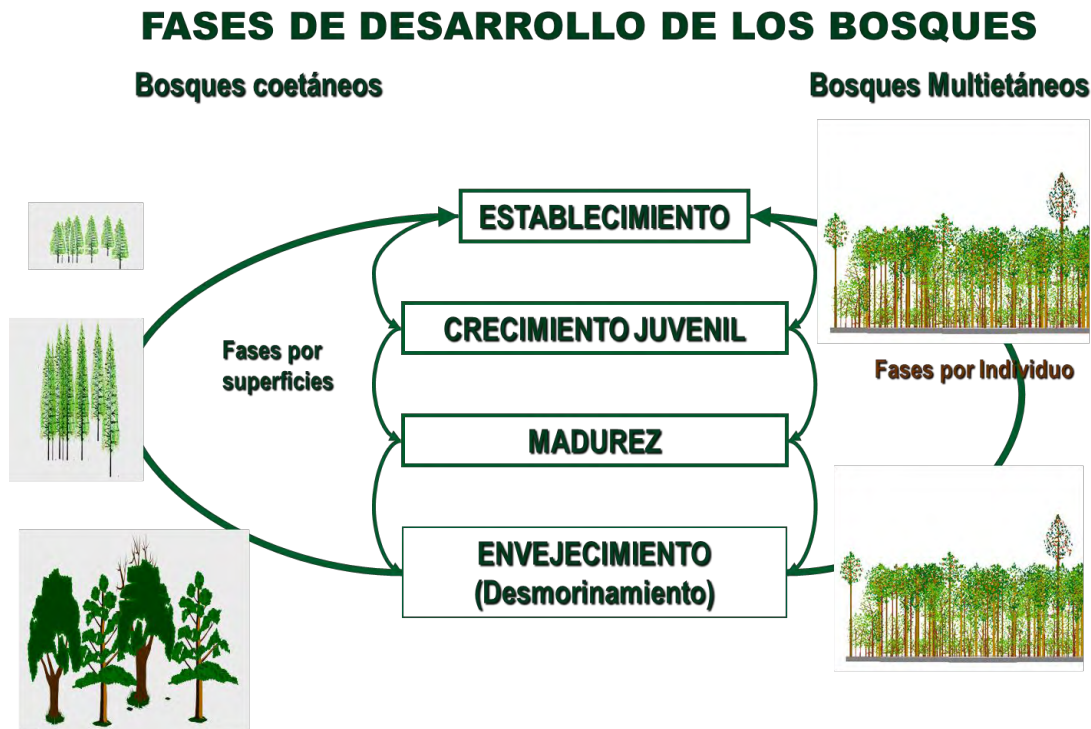 FASES DE DESARROLLO DE LOS BOSQUES
Bosques coetáneos
Bosques Multietáneos
ESTABLECIMIENTO
CRECIMIENTO JUVENIL
Fases por
superficies
Fases por Individuo
MADUREZ
ENVEJECIMIENTO
(Desmorinamiento)